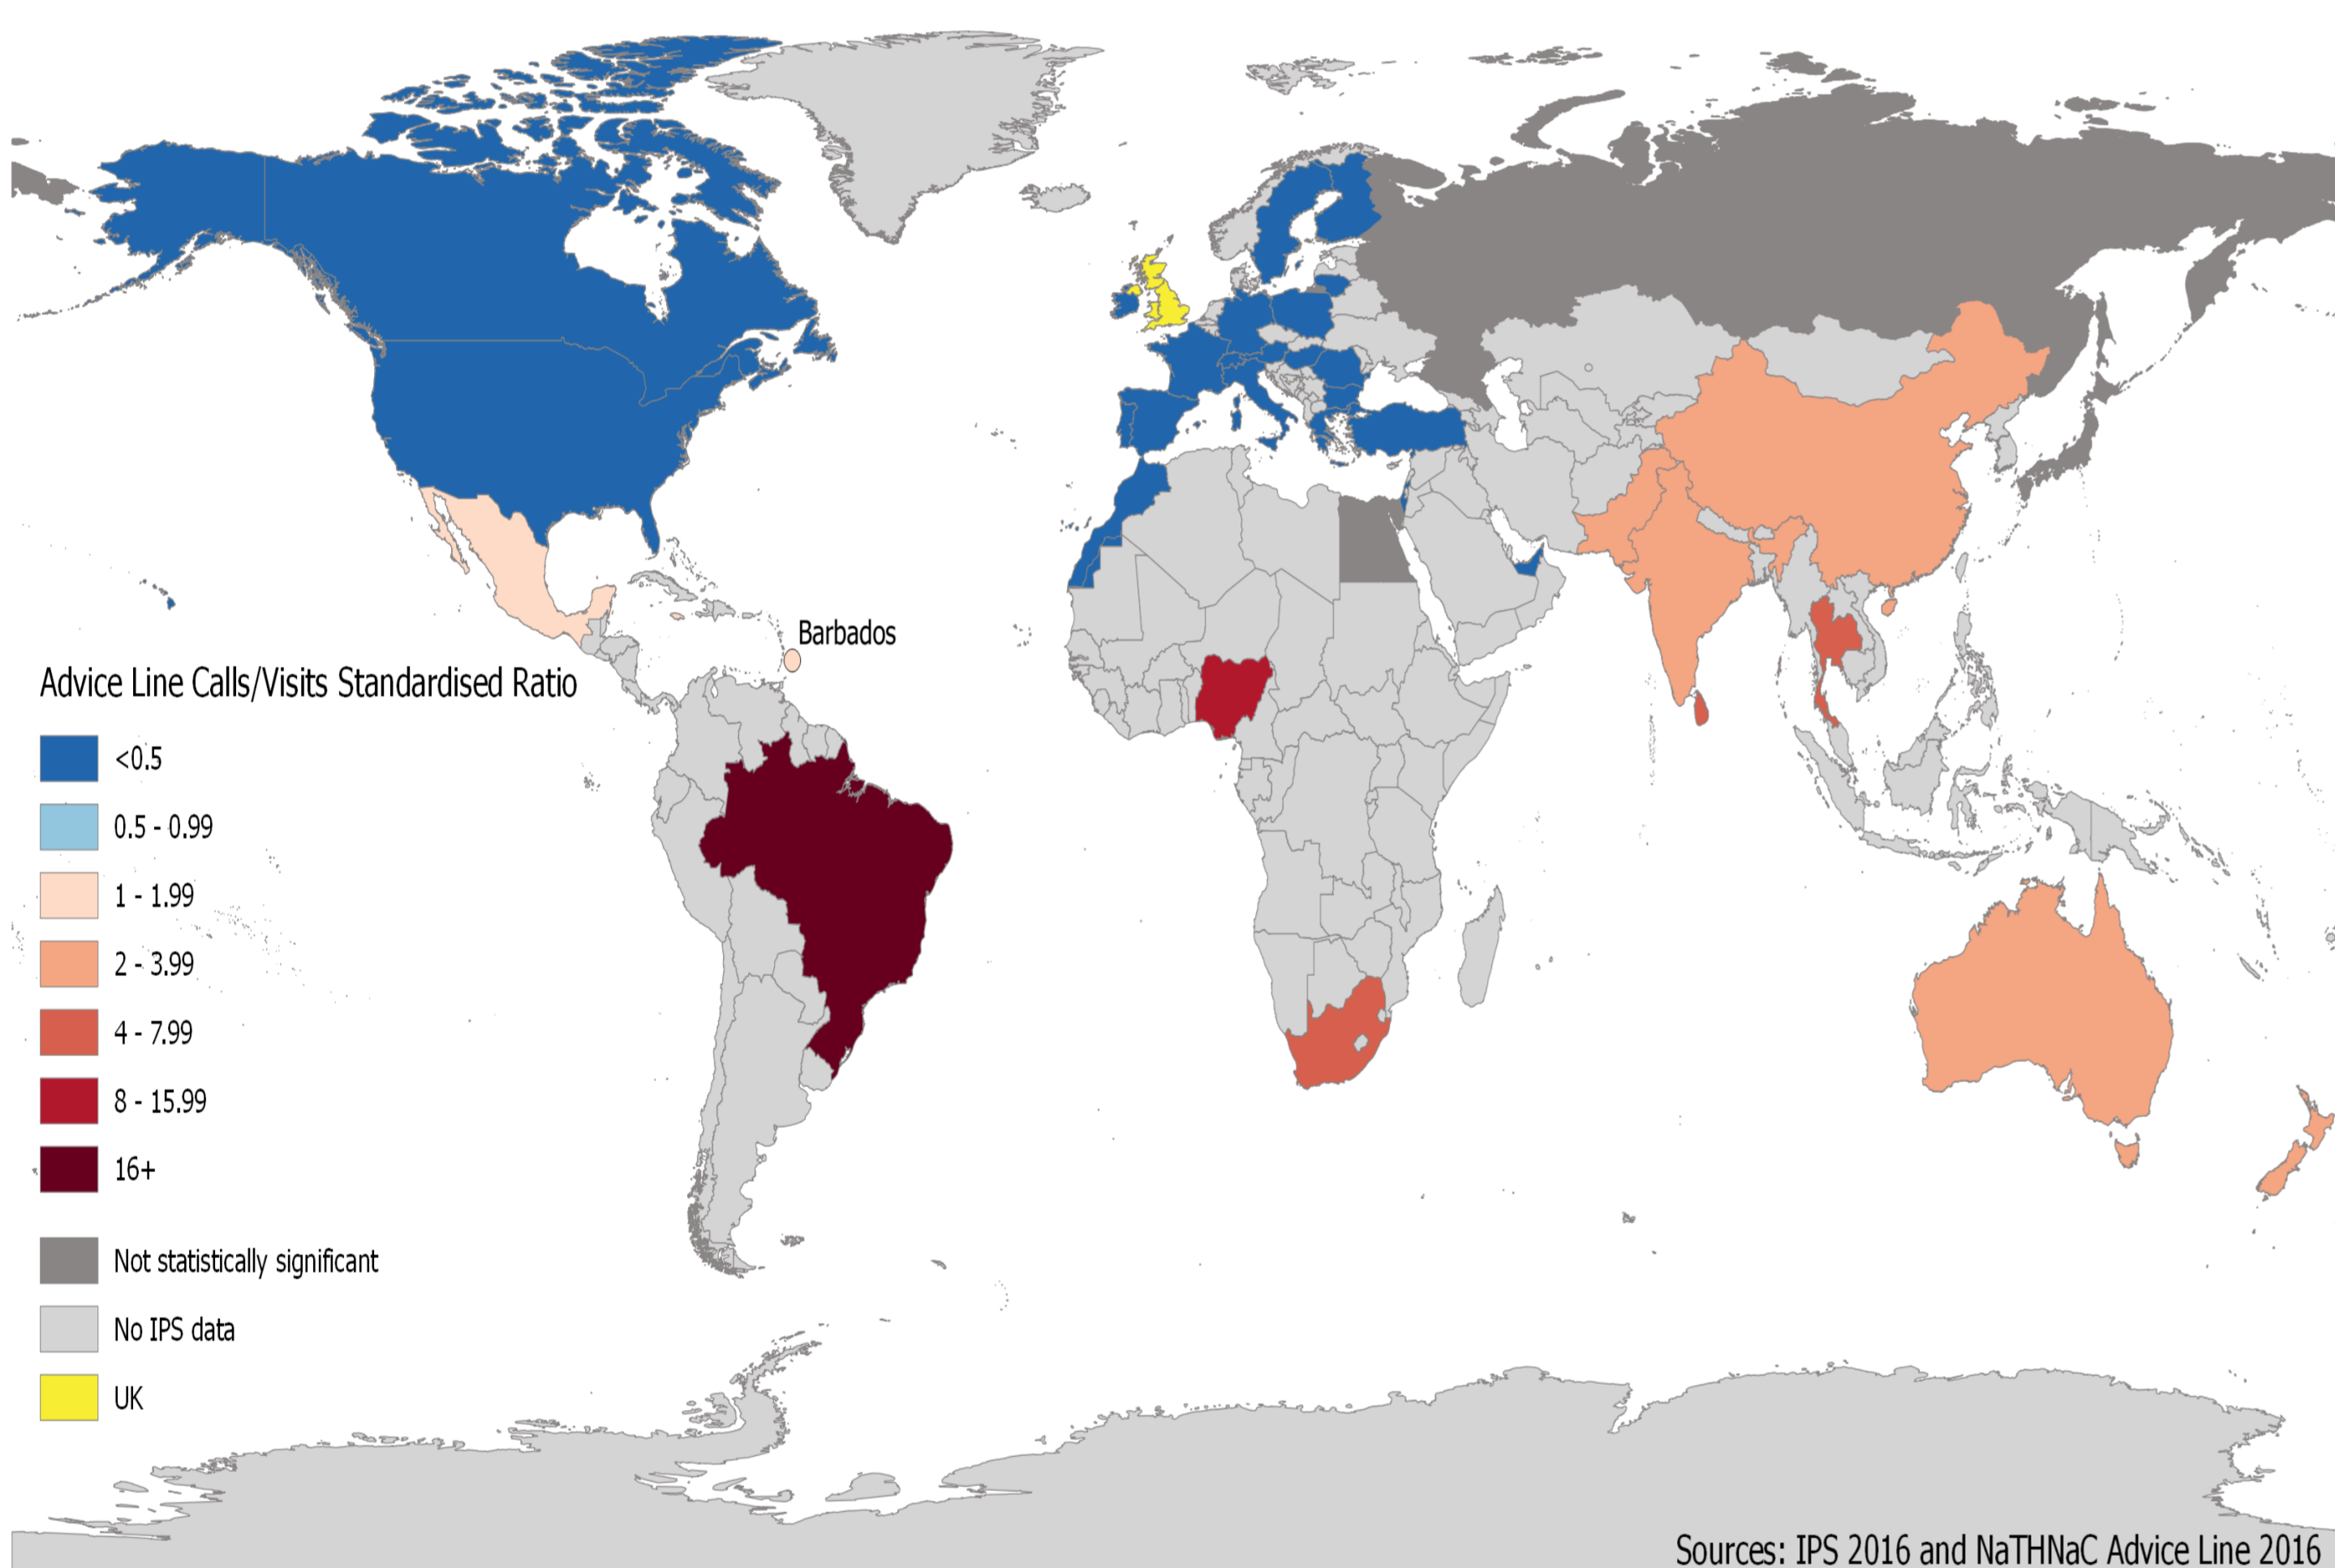 Barbados
Advice Line Calls/Visits Standardised Ratio
<0.5
0.5 - 0.99
1 - 1.99
2 - 3.99
4 - 7.99
8 - 15.99
16+
Not statistically significant
No IPS data
UK
Sources: IPS 2016 and NaTHNaC Advice Line 2016